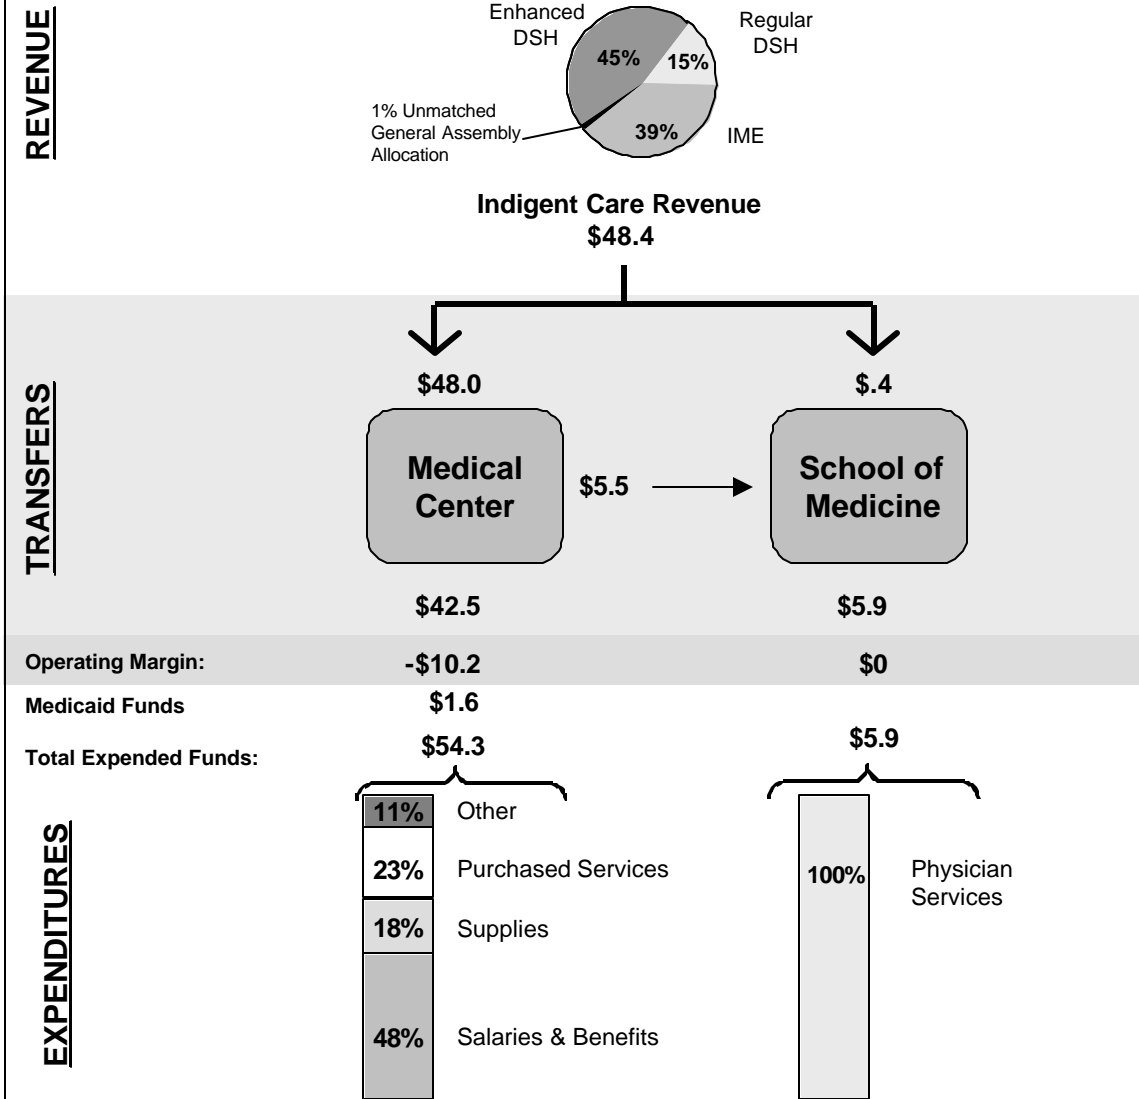 REVENUE
Enhanced
DSH
Regular
DSH
45%
15%
1% Unmatched
General Assembly
Allocation
39%
IME
Indigent Care Revenue
$48.4
TRANSFERS
$48.0
$.4
Medical
Center
$5.5
School of
Medicine
$42.5
$5.9
Operating Margin:
-$10.2
$0
Medicaid Funds
$1.6
Total Expended Funds:
$54.3
$5.9
EXPENDITURES
11%
Other
23%
Purchased Services
18%
Supplies
48%
Salaries & Benefits
100%
Physician
Services